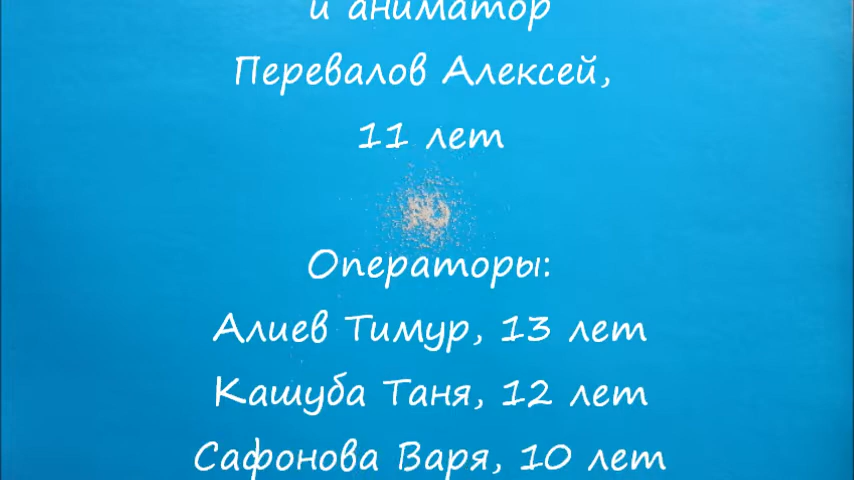 и аниматор
Перевалов Алексей,
11 лет
Операторы:
Алиев Тимур, 13 лет
Кашуба Таня, 12 лет
Сафонова Варя, 10 лет